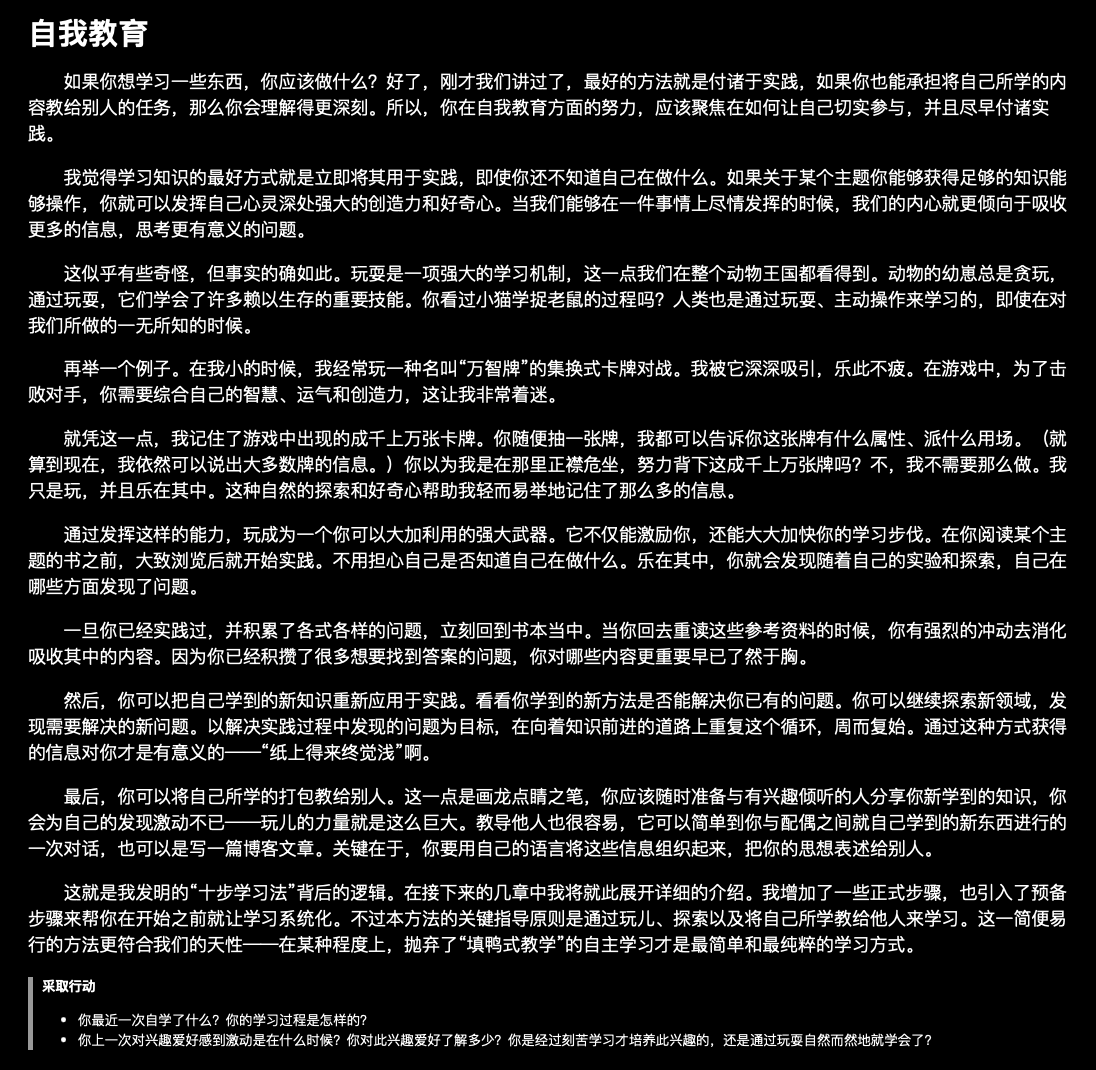 自我教育
如果你想学习一些东西，你应该做什么？好了，刚才我们讲过了，最好的方法就是付诸于实践，如果你也能承担将自己所学的内
容教给别人的任务，那么你会理解得更深刻。所以，你在自我教育方面的努力，应该聚焦在如何让自己切实参与，并且尽早付诸实
践。
我觉得学习知识的最好方式就是立即将其用于实践，即使你还不知道自己在做什么。如果关于某个主题你能够获得足够的知识能
够操作，你就可以发挥自己心灵深处强大的创造力和好奇心。当我们能够在一件事情上尽情发挥的时候，我们的内心就更倾向于吸收
更多的信息，思考更有意义的问题。
这似乎有些奇怪，但事实的确如此。玩耍是一项强大的学习机制，这一点我们在整个动物王国都看得到。动物的幼崽总是贪玩，
通过玩耍，它们学会了许多赖以生存的重要技能。你看过小猫学捉老鼠的过程吗？人类也是通过玩耍、主动操作来学习的，即使在对
我们所做的一无所知的时候。
再举一个例子。在我小的时候，我经常玩一种名叫“万智牌”的集换式卡牌对战。我被它深深吸引，乐此不疲。在游戏中，为了击
败对手，你需要综合自己的智慧、运气和创造力，这让我非常着迷。
就凭这一点，我记住了游戏中出现的成千上万张卡牌。你随便抽一张牌，我都可以告诉你这张牌有什么属性、派什么用场。（就
算到现在，我依然可以说出大多数牌的信息。）你以为我是在那里正襟危坐，努力背下这成千上万张牌吗？不，我不需要那么做。我
只是玩，并且乐在其中。这种自然的探索和好奇心帮助我轻而易举地记住了那么多的信息。
通过发挥这样的能力，玩成为一个你可以大加利用的强大武器。它不仅能激励你，还能大大加快你的学习步伐。在你阅读某个主
题的书之前，大致浏览后就开始实践。不用担心自己是否知道自己在做什么。乐在其中，你就会发现随着自己的实验和探索，自己在
哪些方面发现了问题。
一旦你已经实践过，并积累了各式各样的问题，立刻回到书本当中。当你回去重读这些参考资料的时候，你有强烈的冲动去消化
吸收其中的内容。因为你已经积攒了很多想要找到答案的问题，你对哪些内容更重要早已了然于胸。
然后，你可以把自己学到的新知识重新应用于实践。看看你学到的新方法是否能解决你已有的问题。你可以继续探索新领域，发
现需要解决的新问题。以解决实践过程中发现的问题为目标，在向着知识前进的道路上重复这个循环，周而复始。通过这种方式获得
的信息对你才是有意义的——“纸上得来终觉浅”啊。
最后，你可以将自己所学的打包教给别人。这一点是画龙点睛之笔，你应该随时准备与有兴趣倾听的人分享你新学到的知识，你
会为自己的发现激动不已——玩儿的力量就是这么巨大。教导他人也很容易，它可以简单到你与配偶之间就自己学到的新东西进行的
一次对话，也可以是写一篇博客文章。关键在于，你要用自己的语言将这些信息组织起来，把你的思想表述给别人。
这就是我发明的“十步学习法”背后的逻辑。在接下来的几章中我将就此展开详细的介绍。我增加了一些正式步骤，也引入了预备
步骤来帮你在开始之前就让学习系统化。不过本方法的关键指导原则是通过玩儿、探索以及将自己所学教给他人来学习。这一简便易
行的方法更符合我们的天性——在某种程度上，抛弃了“填鸭式教学”的自主学习才是最简单和最纯粹的学习方式。
采取行动
• 你最近一次自学了什么？你的学习过程是怎样的？
• 你上一次对兴趣爱好感到激动是在什么时候？你对此兴趣爱好了解多少？你是经过刻苦学习才培养此兴趣的，还是通过玩耍自然而然地就学会了？